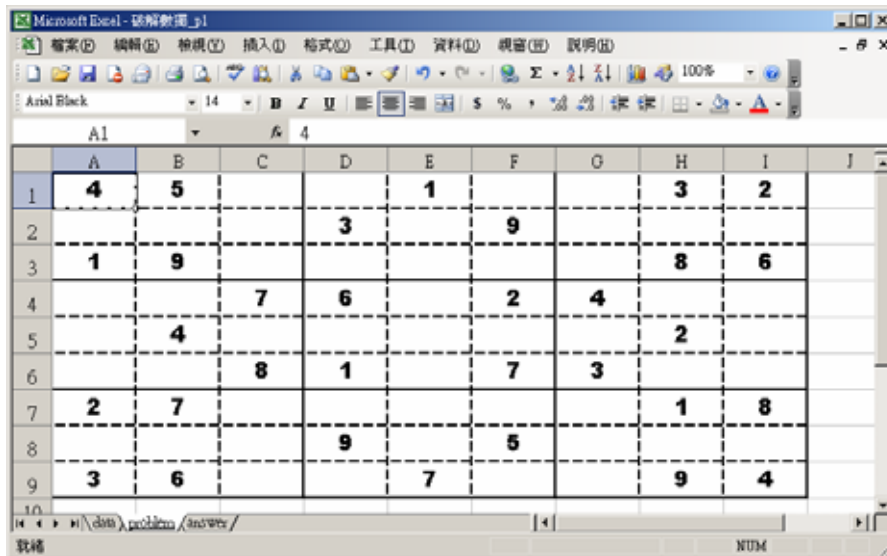 Microsoft Excel - 破解數獨_p1
檔案(F) 編輯(E) 檢視(V) 插入(I) 格式(O) 工具(T) 資料(D) 視窗(W) 說明(H)
100%
Arial Black 14 B I U $ % ,
A1 fx 4
A B C D E F G H I J
1 4 5 1 3 2
2 3 9
3 1 9 8 6
4 7 6 2 4
5 4 2
6 8 1 7 3
7 2 7 1 8
8 9 5
9 3 6 7 9 4
10
data problem answer
就緒 NUM